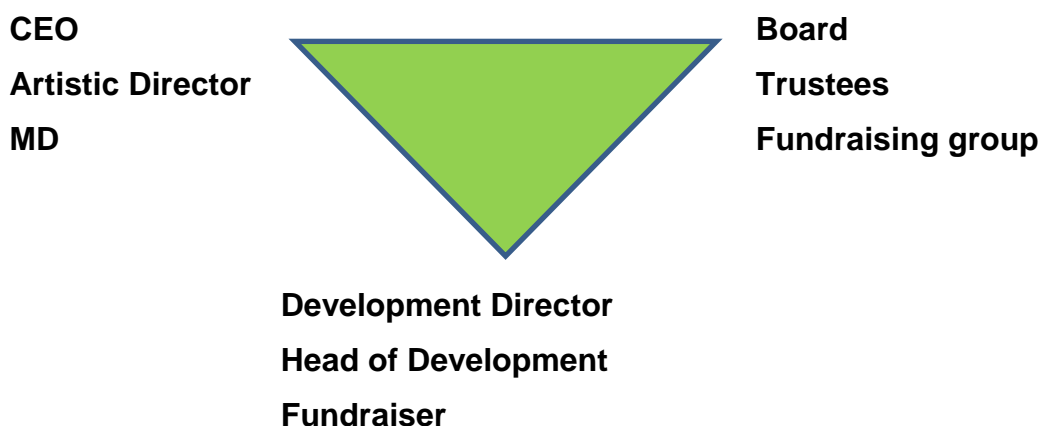 CEO
Artistic Director
MD
Board
Trustees
Fundraising group
Development Director
Head of Development
Fundraiser